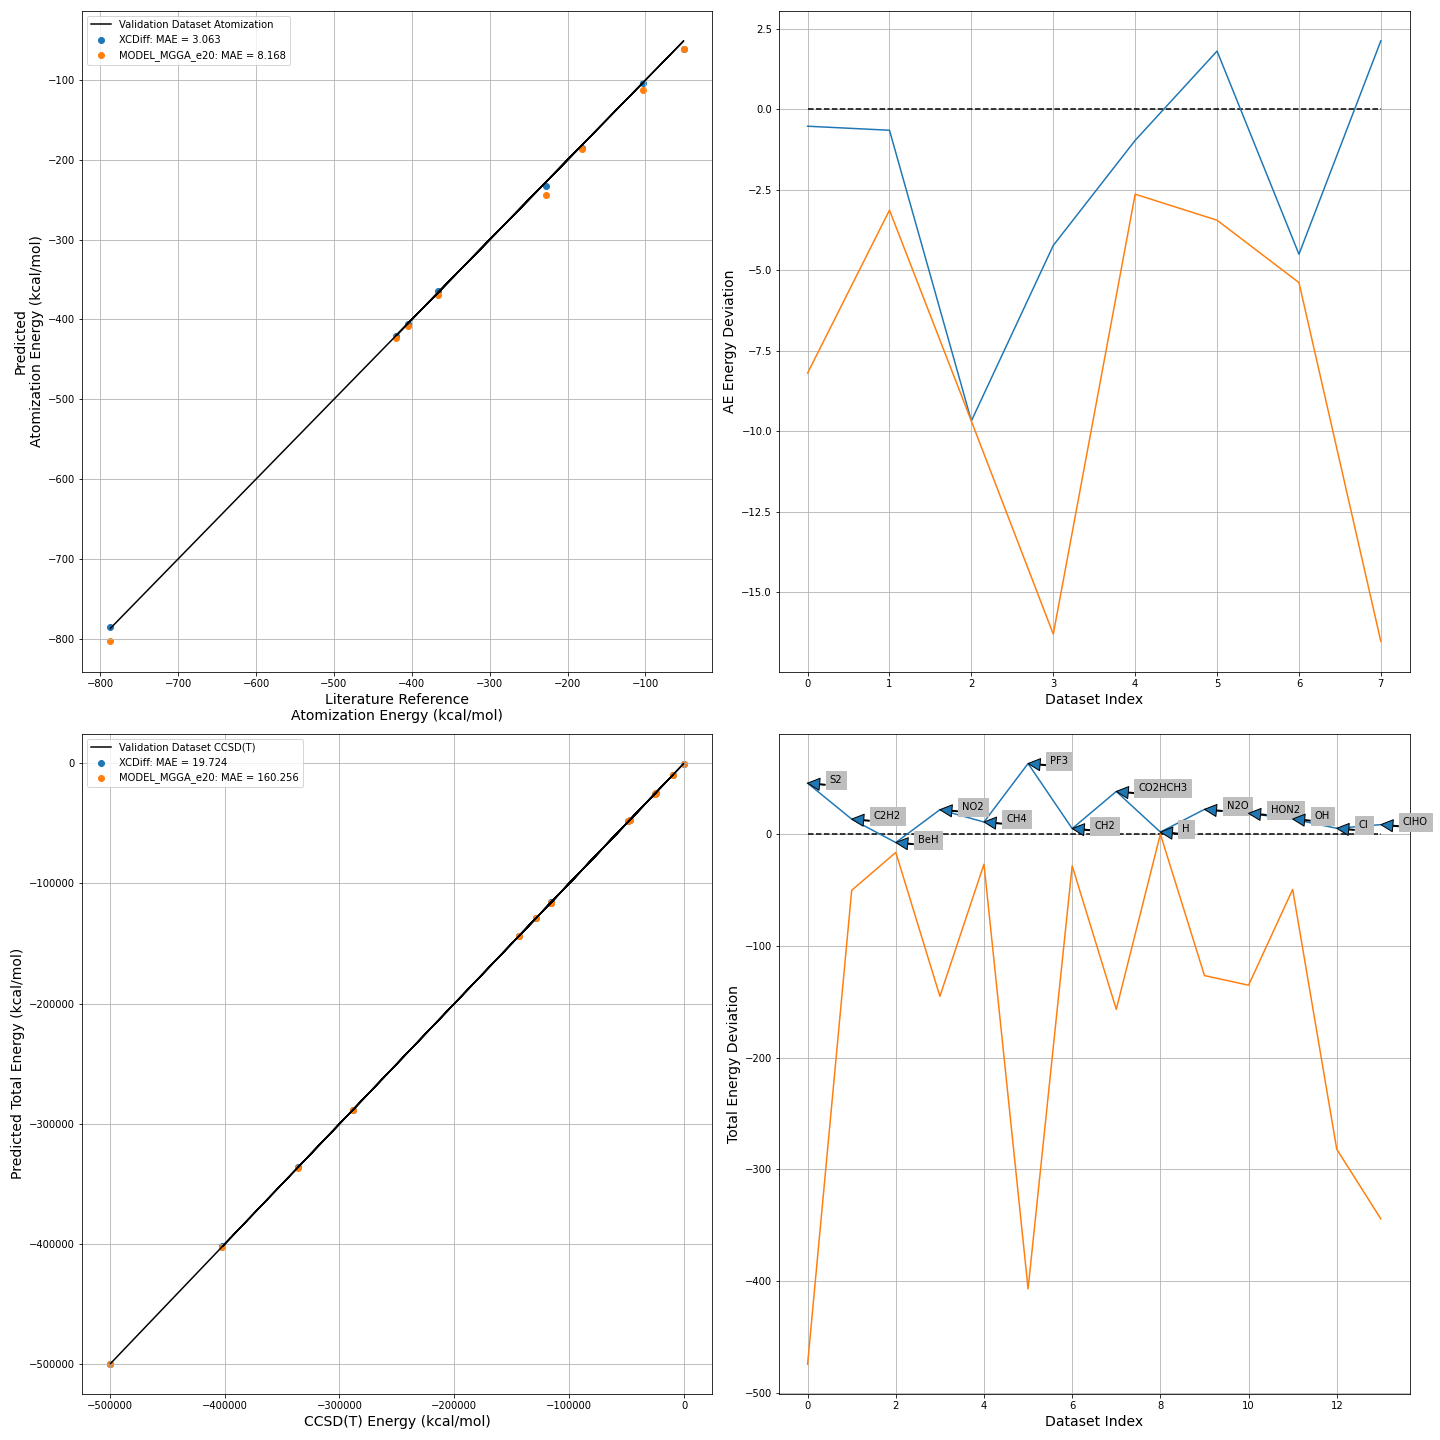 Validation Dataset Atomization
XCDiff: MAE = 3.063
MODEL_MGGA_e20: MAE = 8.168
−100
−200
−300
−400
−500
−600
−700
−800
Predicted
Atomization Energy (kcal/mol)
−800 −700 −600 −500 −400 −300 −200 −100
Literature Reference
Atomization Energy (kcal/mol)
2.5
0.0
−2.5
−5.0
−7.5
−10.0
−12.5
−15.0
AE Energy Deviation
0 1 2 3 4 5 6 7
Dataset Index
Validation Dataset CCSD(T)
XCDiff: MAE = 19.724
MODEL_MGGA_e20: MAE = 160.256
0
−100000
−200000
−300000
−400000
−500000
Predicted Total Energy (kcal/mol)
−500000 −400000 −300000 −200000 −100000 0
CCSD(T) Energy (kcal/mol)
S2
C2H2
BeH
NO2
CH4
PF3
CH2
CO2HCH3
H
N2O
HON2
OH
Cl
ClHO
0
−100
−200
−300
−400
−500
Total Energy Deviation
0 2 4 6 8 10 12
Dataset Index